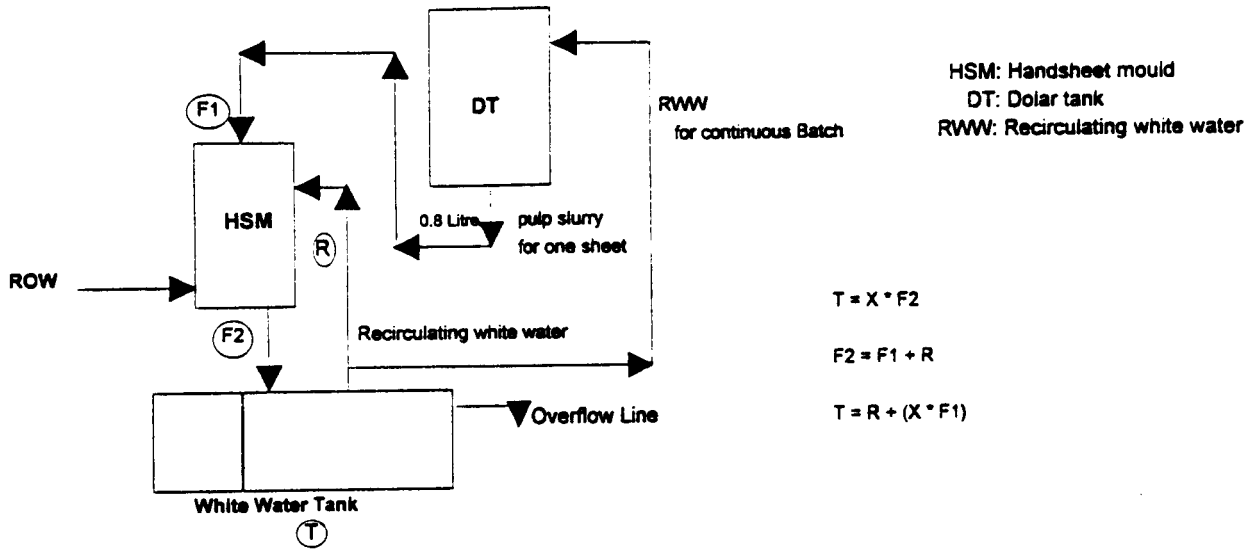 DT
HSM: Handsheet mould
DT: Dolar tank
RWW: Recirculating white water
RWW
for continuous Batch
F1
HSM
0.8 Litre
pulp slurry
for one sheet
R
ROW
F2
Recirculating white water
T = X * F2
F2 = F1 + R
T = R + (X * F1)
Overflow Line
White Water Tank
T